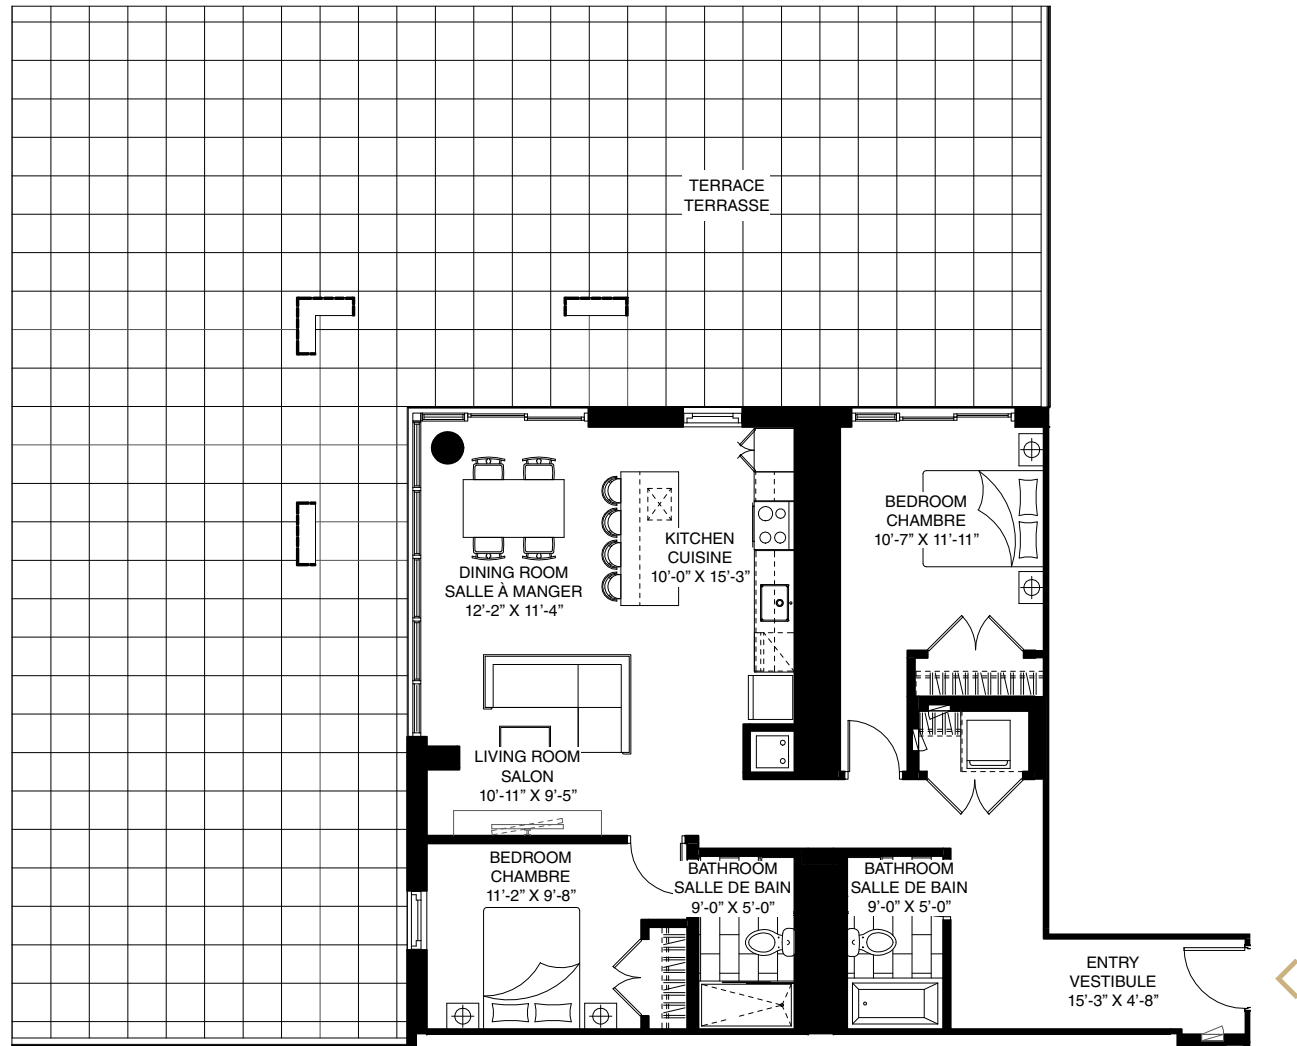 TERRACE
TERRASSE
BEDROOM
CHAMBRE
10’-7” X 11’-11”
KITCHEN
CUISINE
10’-0” X 15’-3”
DINING ROOM
SALLE À MANGER
12’-2” X 11’-4”
LIVING ROOM
SALON
10’-11” X 9’-5”
BEDROOM
CHAMBRE
11’-2” X 9’-8”
BATHROOM
SALLE DE BAIN
9’-0” X 5’-0”
BATHROOM
SALLE DE BAIN
9’-0” X 5’-0”
ENTRY
VESTIBULE
15’-3” X 4’-8”